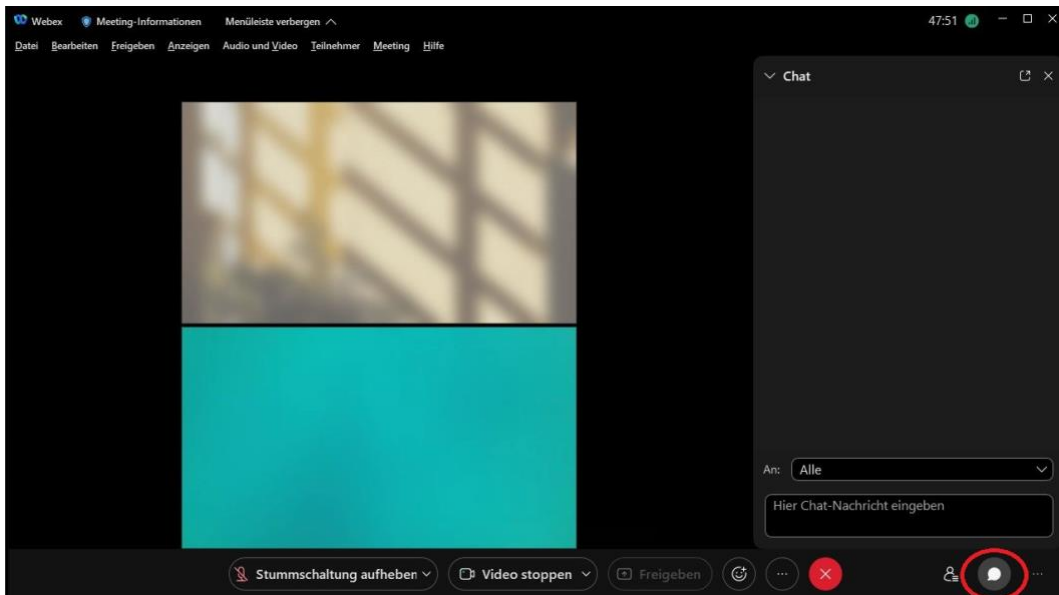 Webex Meeting-Informationen Menüleiste verbergen 47:51
Datei Bearbeiten Freigeben Anzeigen Audio und Video Teilnehmer Meeting Hilfe
Chat
An: Alle
Hier Chat-Nachricht eingeben
Stummschaltung aufheben Video stoppen Freigeben